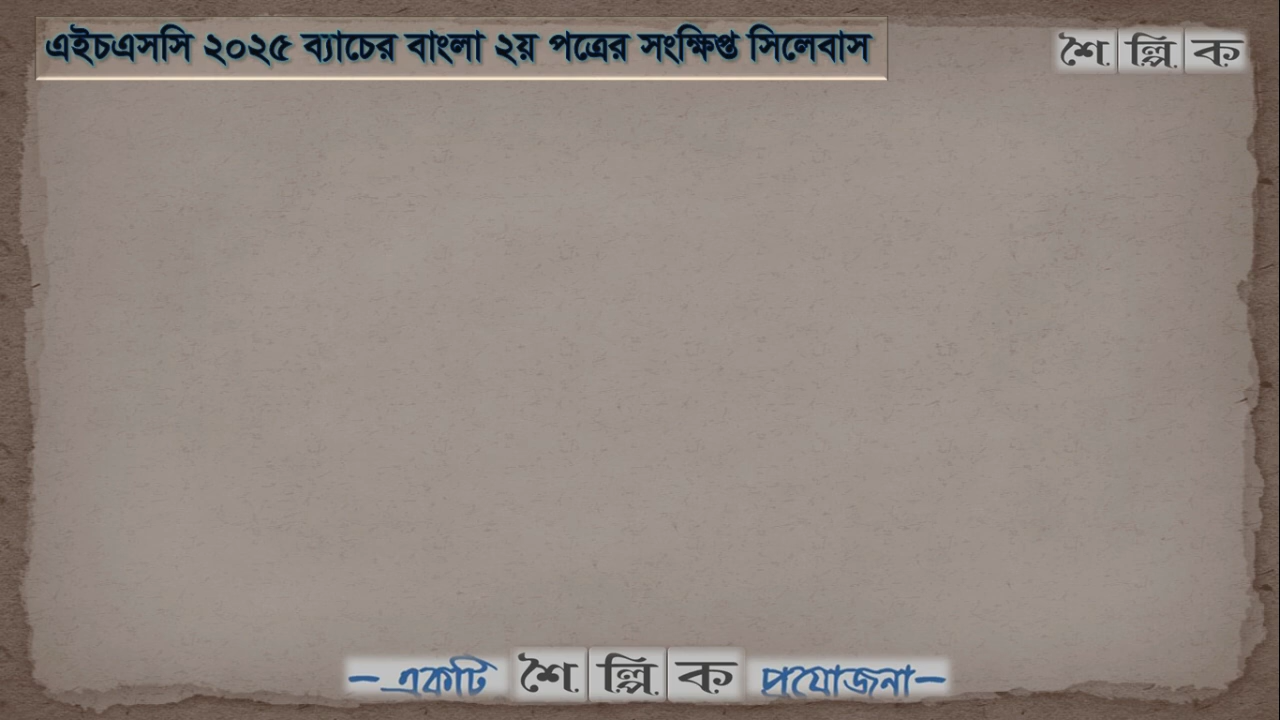 এইচএসসি ২০২৫ ব্যাচের বাংলা ২য় পত্রের সংক্ষিপ্ত সিলেবাস
শৈল্পিক
-একটি শৈল্পিক প্রযোজনা-